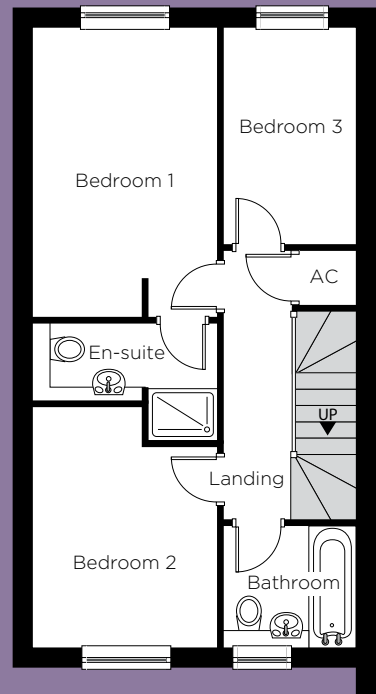 Bedroom 3
Bedroom 1
AC
En-suite
UP
Landing
Bedroom 2
Bathroom